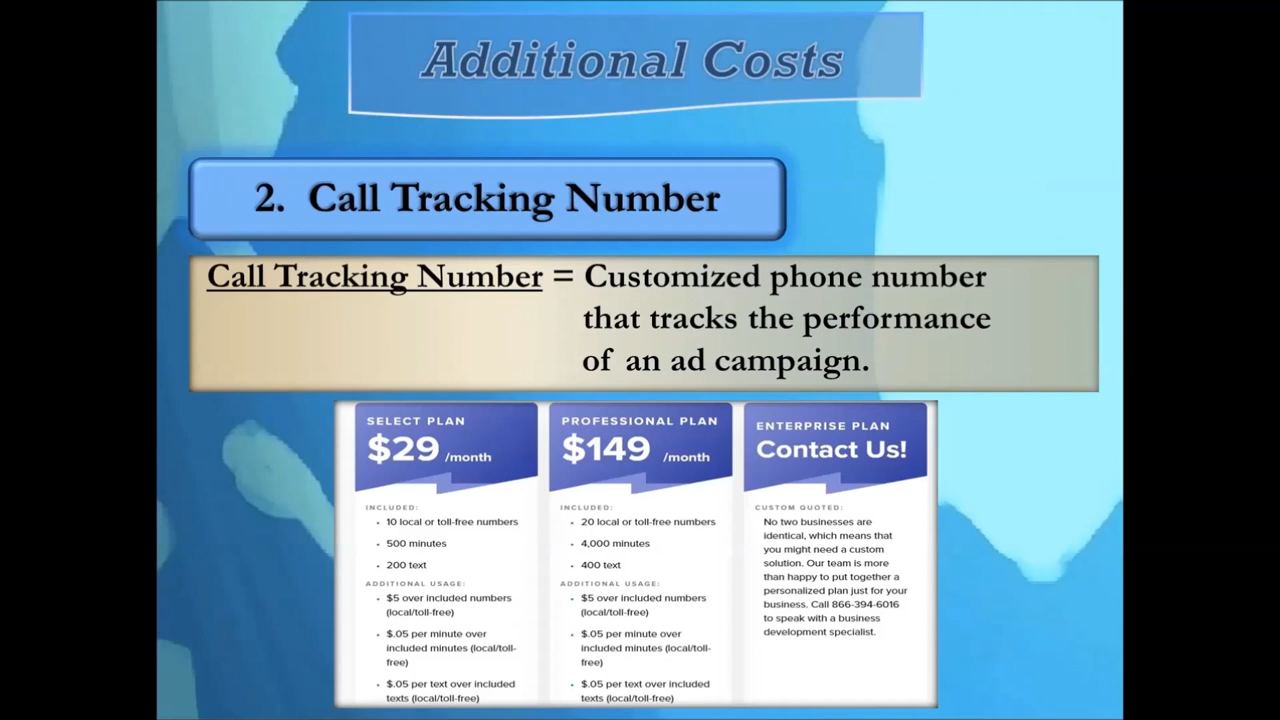 Additional Costs
2. Call Tracking Number
Call Tracking Number = Customized phone number
that tracks the performance
of an ad campaign.
SELECT PLAN
$29 /month
INCLUDED:
• 10 local or toll-free numbers
• 500 minutes
• 200 text
ADDITIONAL USAGE:
• $5 over included numbers
(local/toll-free)
• $.05 per minute over
included minutes (local/toll-
free)
• $.05 per text over included
texts (local/toll-free)
PROFESSIONAL PLAN
$149 /month
INCLUDED:
• 20 local or toll-free numbers
• 4,000 minutes
• 400 text
ADDITIONAL USAGE:
• $5 over included numbers
(local/toll-free)
• $.05 per minute over
included minutes (local/toll-
free)
• $.05 per text over included
texts (local/toll-free)
ENTERPRISE PLAN
Contact Us!
CUSTOM QUOTED:
No two businesses are
identical, which means that
you might need a custom
solution. Our team is more
than happy to put together a
personalized plan just for your
business. Call 866-394-6016
to speak with a business
development specialist.